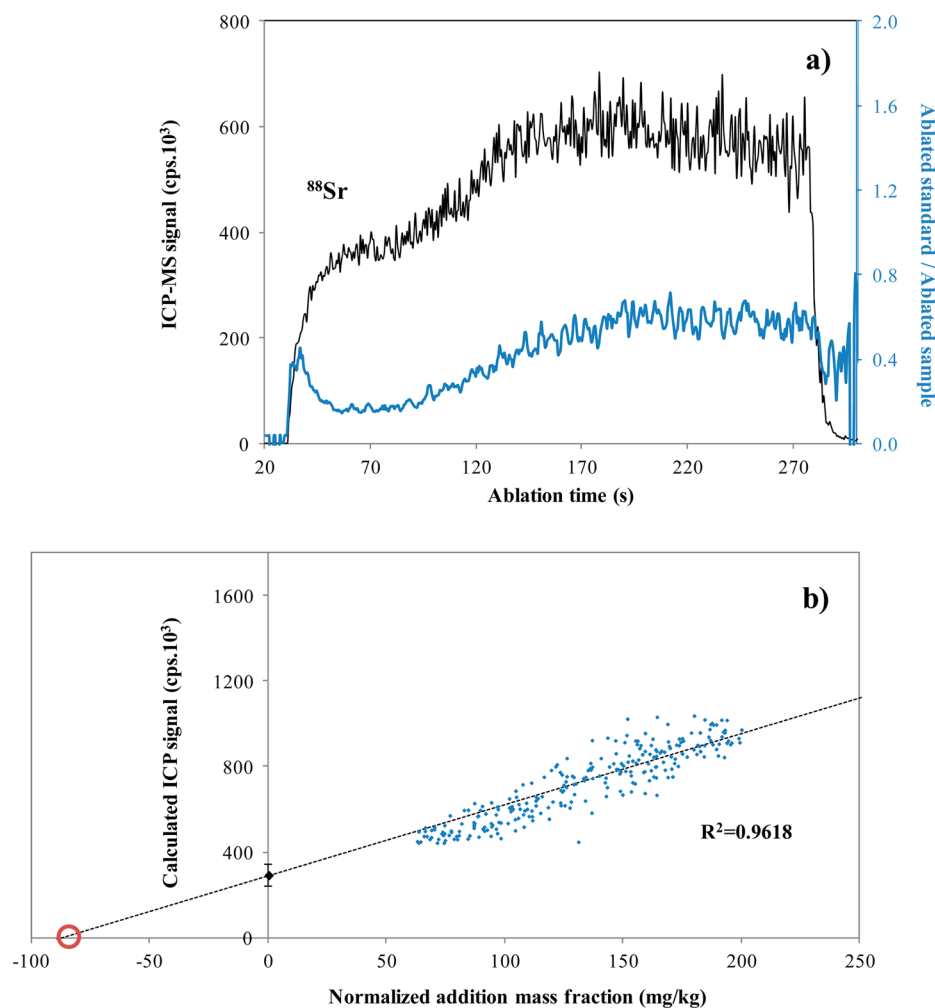 a)
800
600
400
200
0
2.0
1.6
1.2
0.8
0.4
0.0
ICP-MS signal (cps.10³)
⁸⁸Sr
Ablated standard / Ablated sample
20 70 120 170 220 270
Ablation time (s)
b)
1600
1200
800
400
0
Calculated ICP signal (cps.10³)
R²=0.9618
-100 -50 0 50 100 150 200 250
Normalized addition mass fraction (mg/kg)